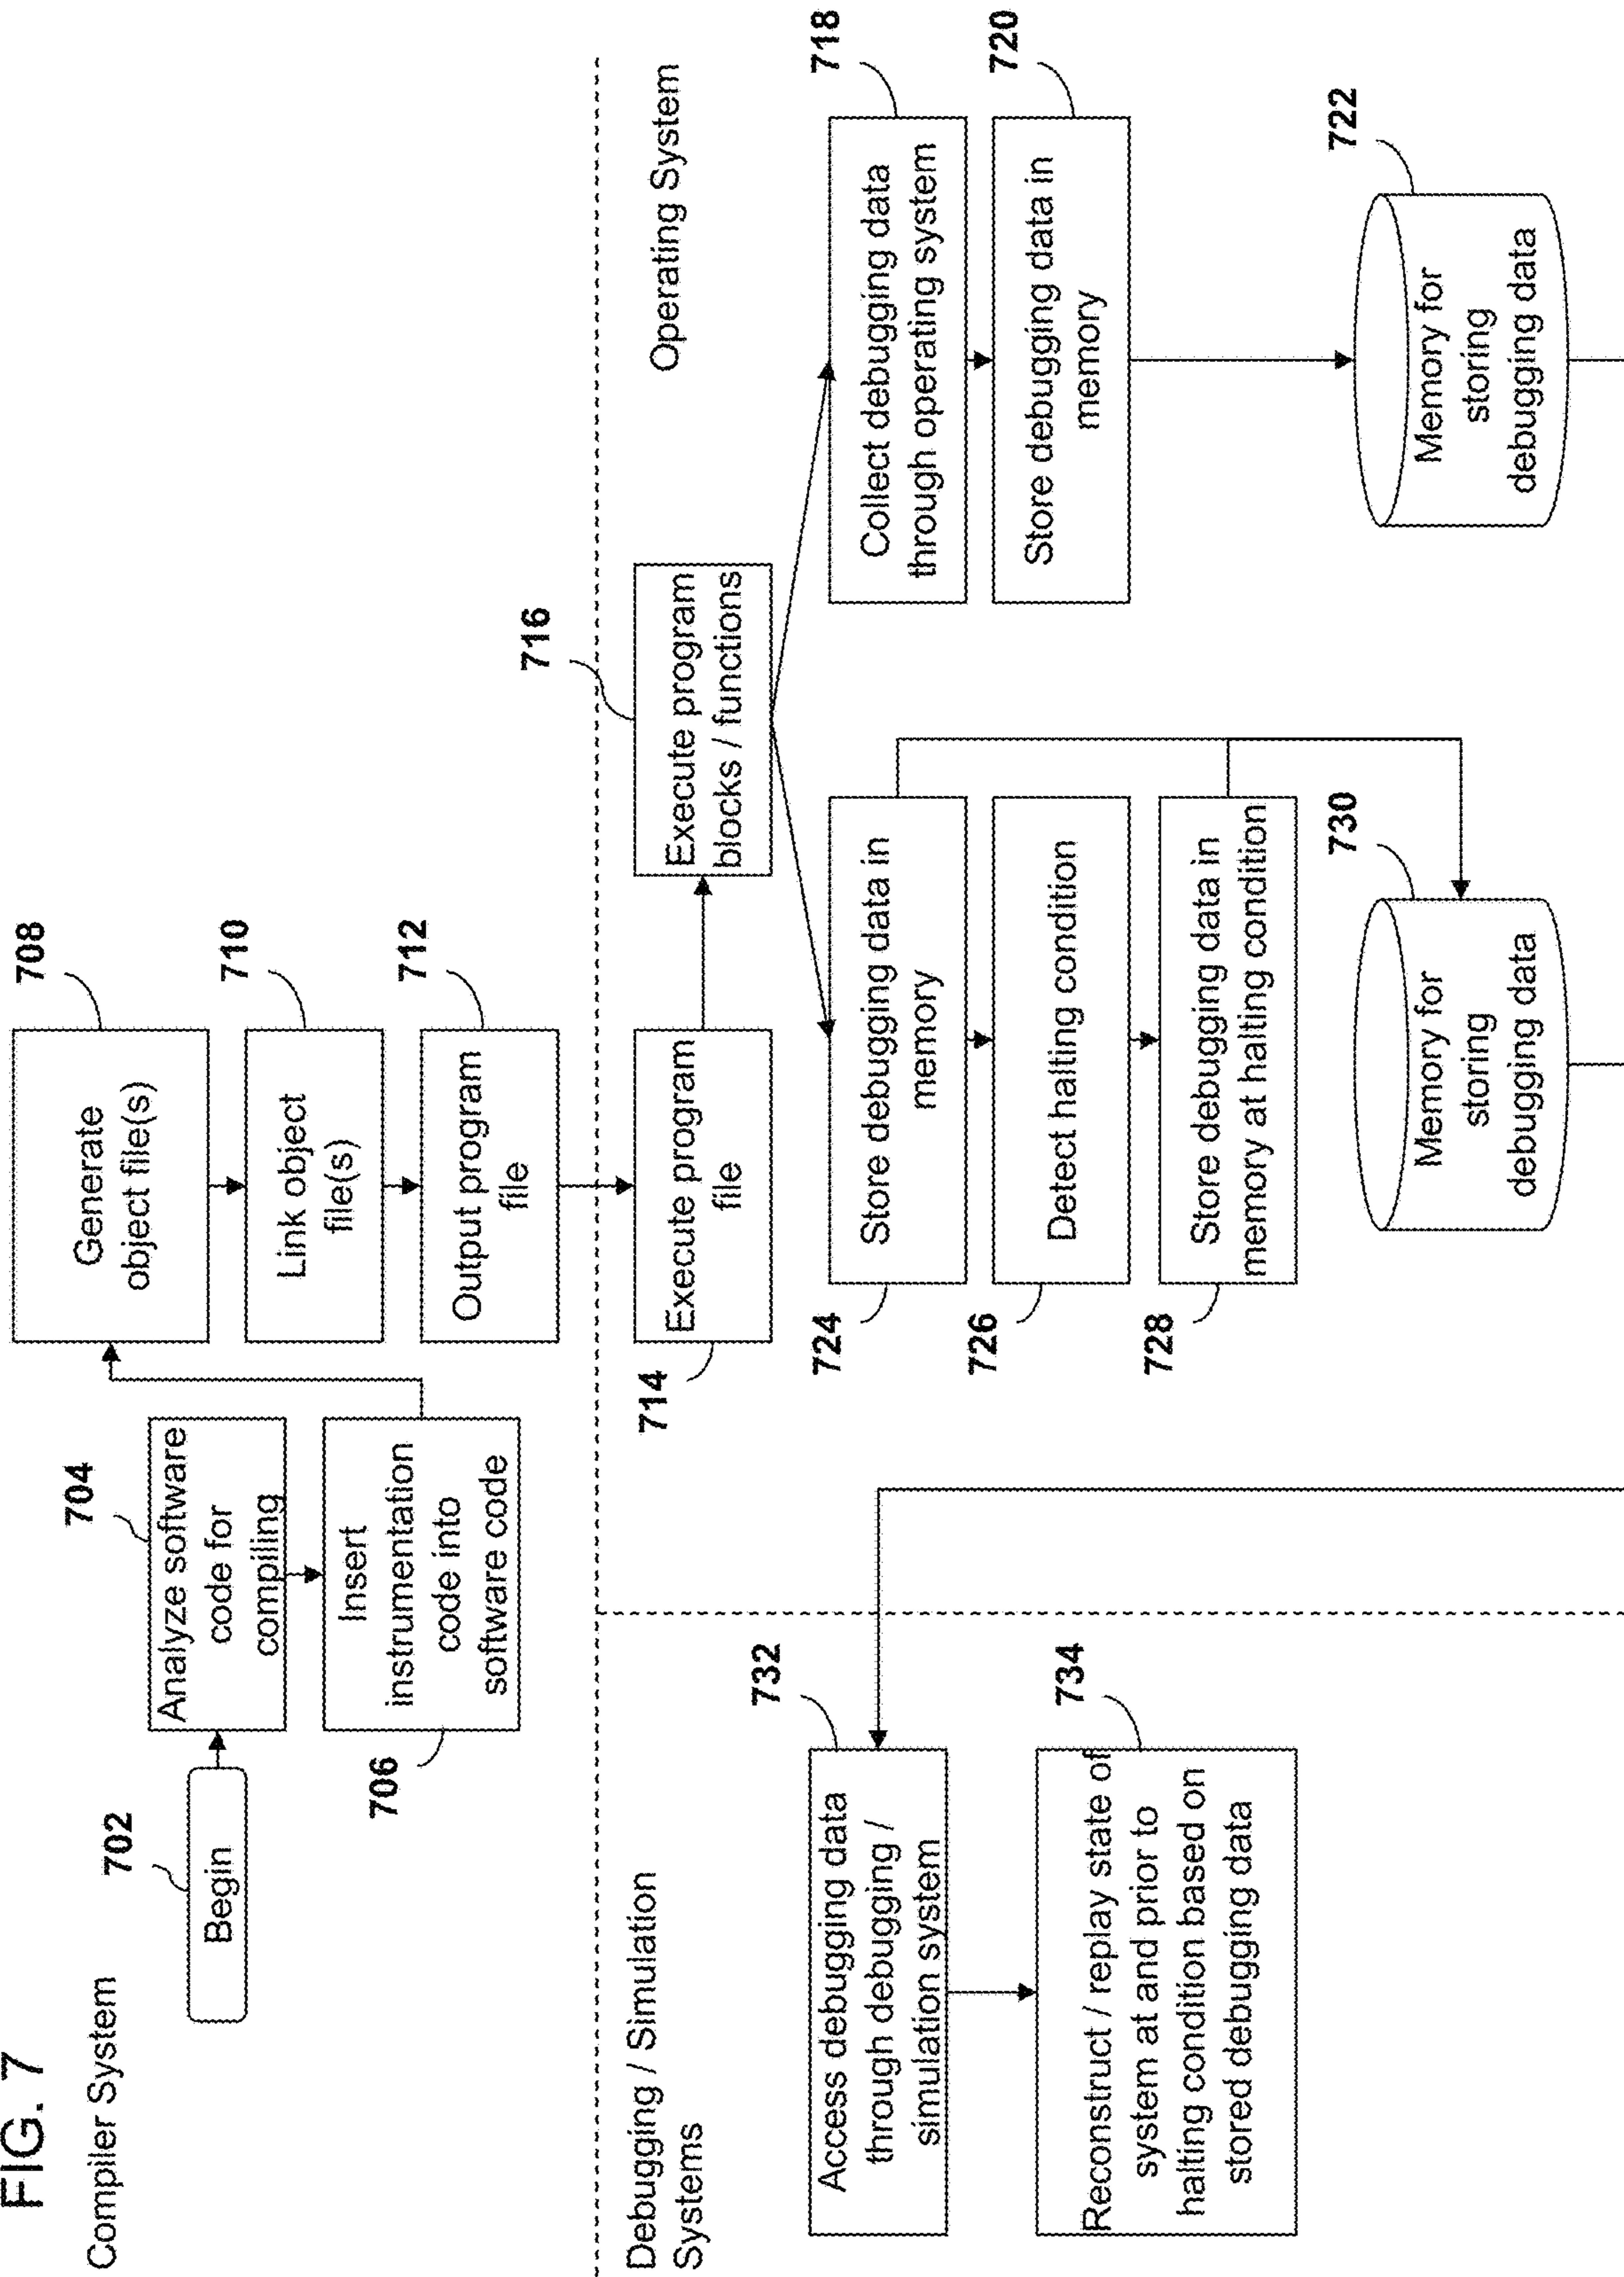 FIG. 7
Compiler System
702
Begin
704
Analyze software
code for
compiling
706
Insert
instrumentation
code into
software code
708
Generate
object file(s)
710
Link object
file(s)
712
Output program
file
Operating System
714
Execute program
file
716
Execute program
blocks / functions
718
Collect debugging data
through operating system
720
Store debugging data in
memory
722
Memory for
storing
debugging data
724
Store debugging data in
memory
726
Detect halting condition
728
Store debugging data in
memory at halting condition
730
Memory for
storing
debugging data
Debugging / Simulation
Systems
732
Access debugging data
through debugging /
simulation system
734
Reconstruct / replay state of
system at and prior to
halting condition based on
stored debugging data